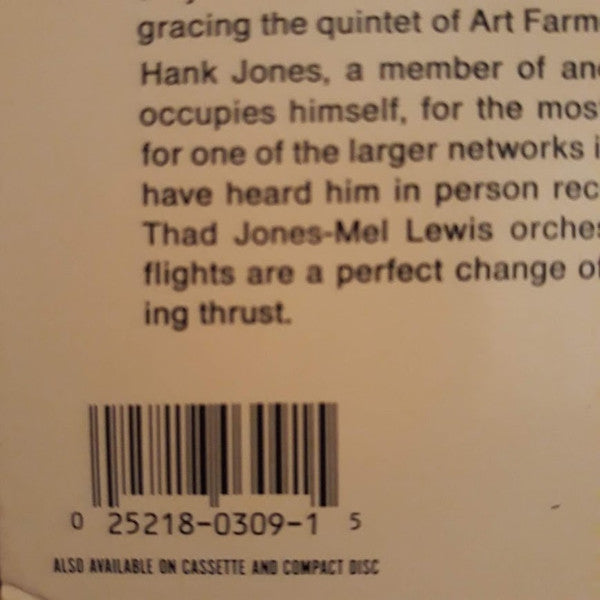 gracing the quintet of Art Farm
Hank Jones, a member of an
occupies himself, for the mos
for one of the larger networks i
have heard him in person rec
Thad Jones-Mel Lewis orches
flights are a perfect change of
ing thrust.
0 25218-0309-1 5
ALSO AVAILABLE ON CASSETTE AND COMPACT DISC